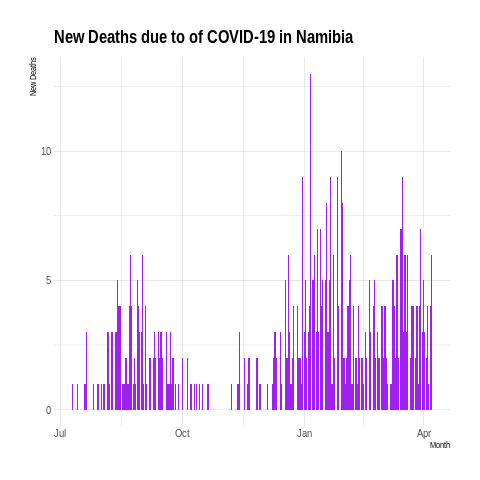 New Deaths due to of COVID-19 in Namibia
New Deaths
10
5
0
Jul Oct Jan Apr
Month